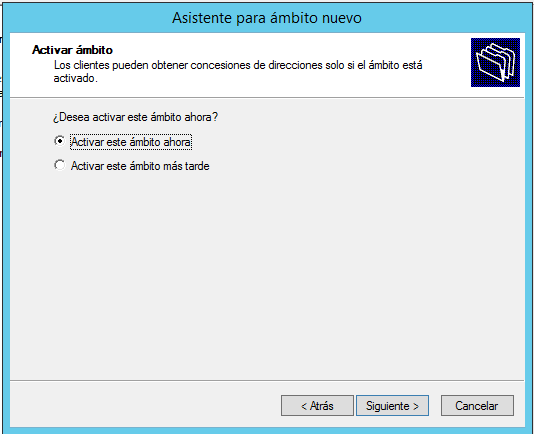 Asistente para ámbito nuevo
Activar ámbito
Los clientes pueden obtener concesiones de direcciones solo si el ámbito está
activado.
¿Desea activar este ámbito ahora?
Activar este ámbito ahora
Activar este ámbito más tarde
< Atrás
Siguiente >
Cancelar